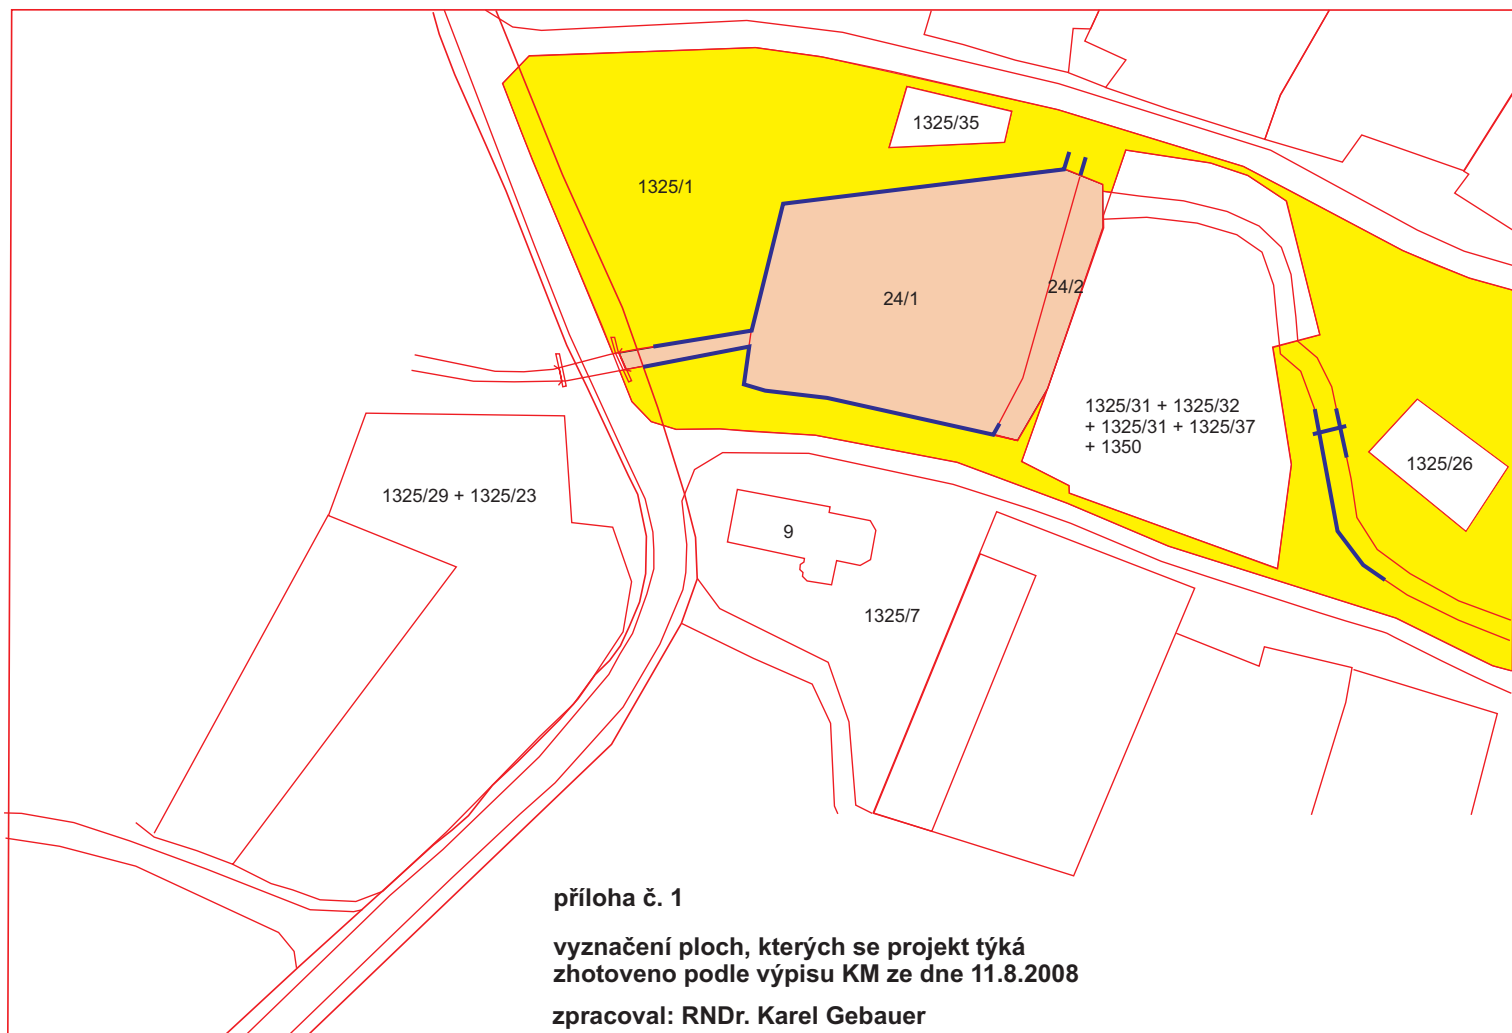 1325/35
1325/1
24/1
24/2
1325/31 + 1325/32
+ 1325/31 + 1325/37
+ 1350
1325/26
1325/29 + 1325/23
9
1325/7
příloha č. 1
vyznačení ploch, kterých se projekt týká
zhotoveno podle výpisu KM ze dne 11.8.2008
zpracoval: RNDr. Karel Gebauer